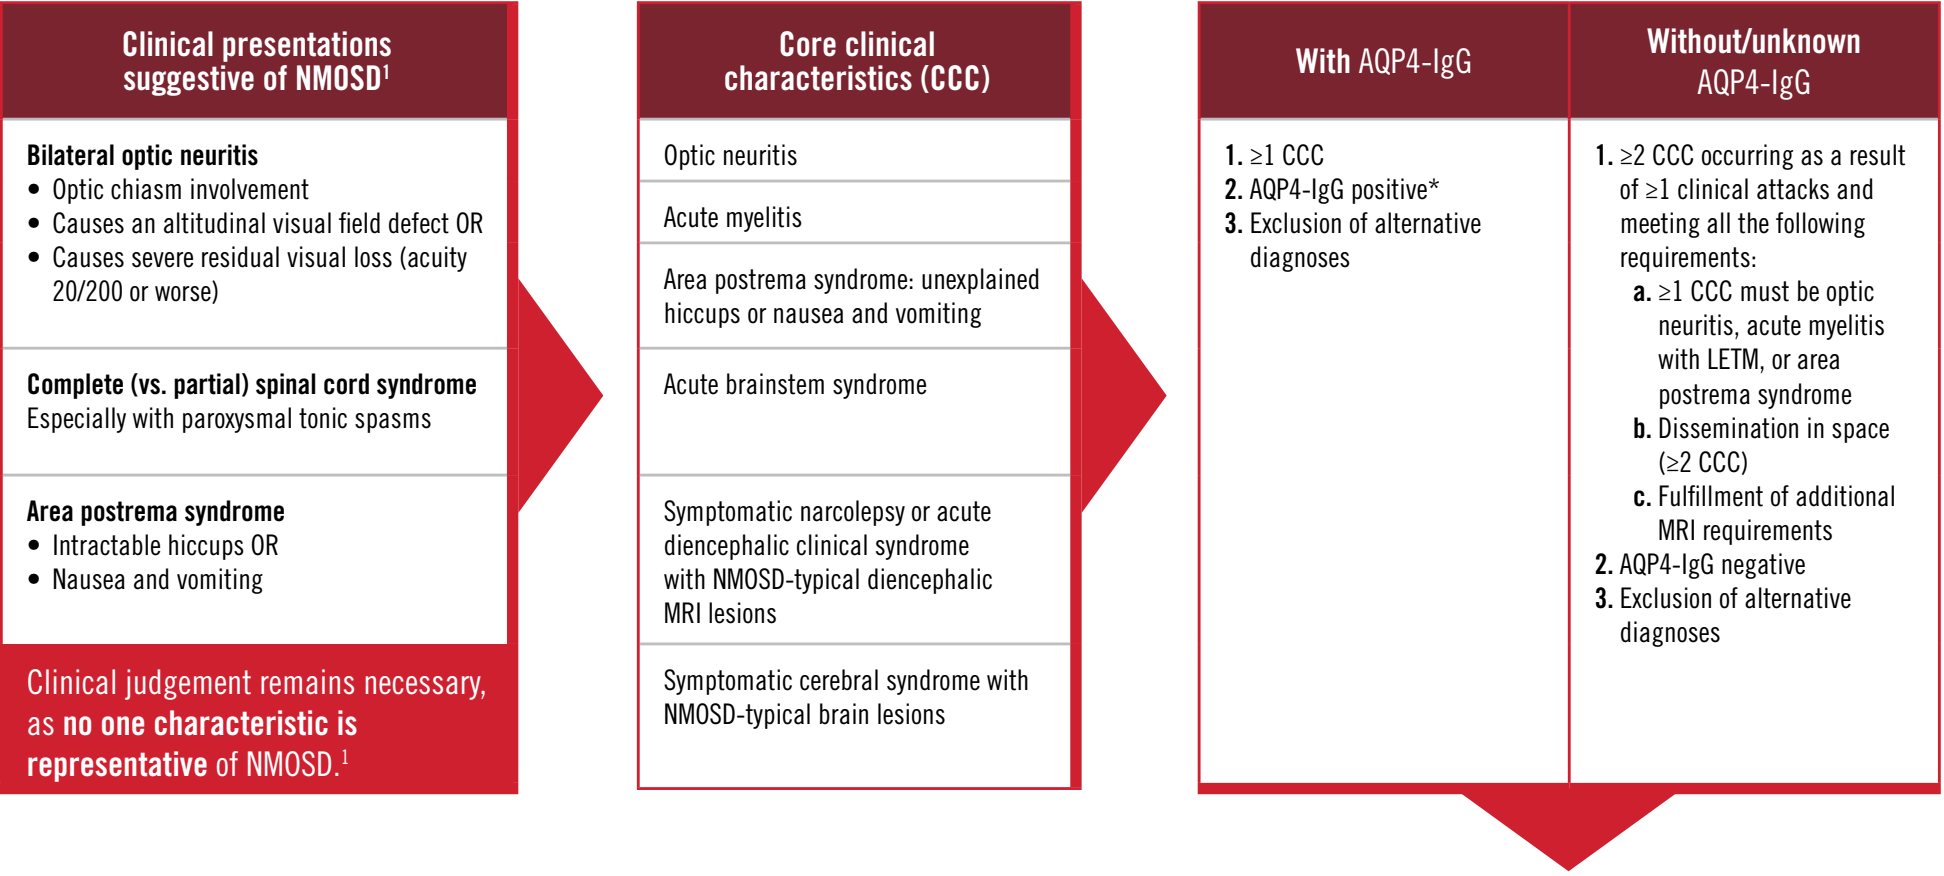 Clinical presentations
suggestive of NMOSD¹
Bilateral optic neuritis
• Optic chiasm involvement
• Causes an altitudinal visual field defect OR
• Causes severe residual visual loss (acuity
20/200 or worse)
Complete (vs. partial) spinal cord syndrome
Especially with paroxysmal tonic spasms
Area postrema syndrome
• Intractable hiccups OR
• Nausea and vomiting
Clinical judgement remains necessary,
as no one characteristic is
representative of NMOSD.¹
Core clinical
characteristics (CCC)
Optic neuritis
Acute myelitis
Area postrema syndrome: unexplained
hiccups or nausea and vomiting
Acute brainstem syndrome
Symptomatic narcolepsy or acute
diencephalic clinical syndrome
with NMOSD-typical diencephalic
MRI lesions
Symptomatic cerebral syndrome with
NMOSD-typical brain lesions
With AQP4-IgG
1. ≥1 CCC
2. AQP4-IgG positive*
3. Exclusion of alternative
diagnoses
Without/unknown
AQP4-IgG
1. ≥2 CCC occurring as a result
of ≥1 clinical attacks and
meeting all the following
requirements:
a. ≥1 CCC must be optic
neuritis, acute myelitis
with LETM, or area
postrema syndrome
b. Dissemination in space
(≥2 CCC)
c. Fulfillment of additional
MRI requirements
2. AQP4-IgG negative
3. Exclusion of alternative
diagnoses